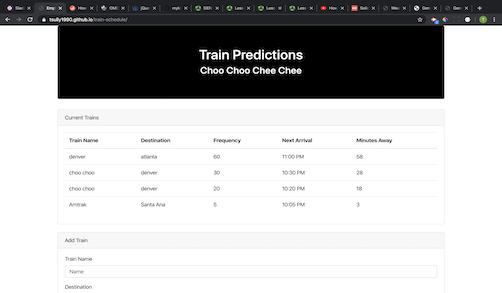 tsully1990.github.io/train-schedule/
Train Predictions
Choo Choo Chee Chee
Current Trains
Train Name Destination Frequency Next Arrival Minutes Away
denver atlanta 60 11:00 PM 58
choo choo denver 30 10:30 PM 28
choo choo denver 20 10:20 PM 18
Amtrak Santa Ana 5 10:05 PM 3
Add Train
Train Name
Name
Destination